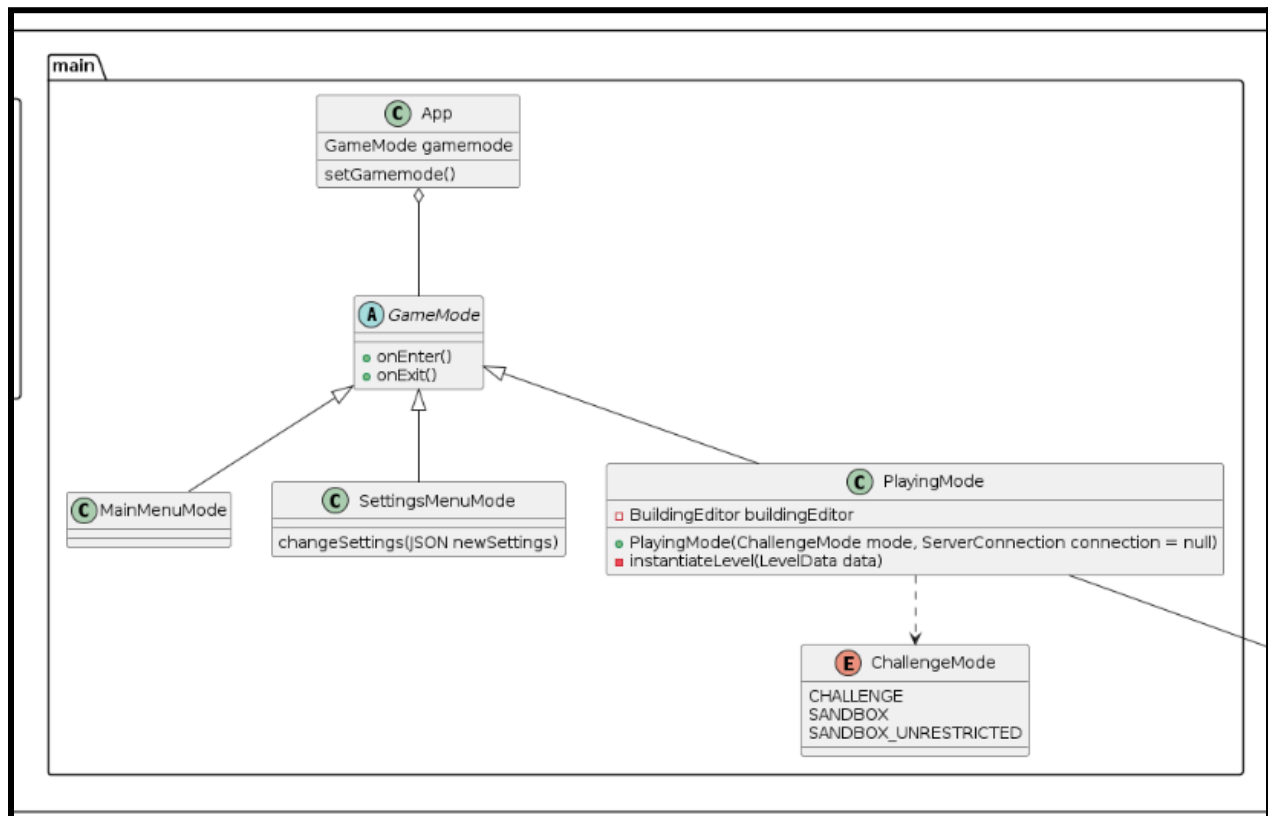 main
C App
GameMode gamemode
setGamemode()
A GameMode
onEnter()
onExit()
C MainMenuMode
C SettingsMenuMode
changeSettings(JSON newSettings)
C PlayingMode
BuildingEditor buildingEditor
PlayingMode(ChallengeMode mode, ServerConnection connection = null)
instantiateLevel(LevelData data)
E ChallengeMode
CHALLENGE
SANDBOX
SANDBOX_UNRESTRICTED